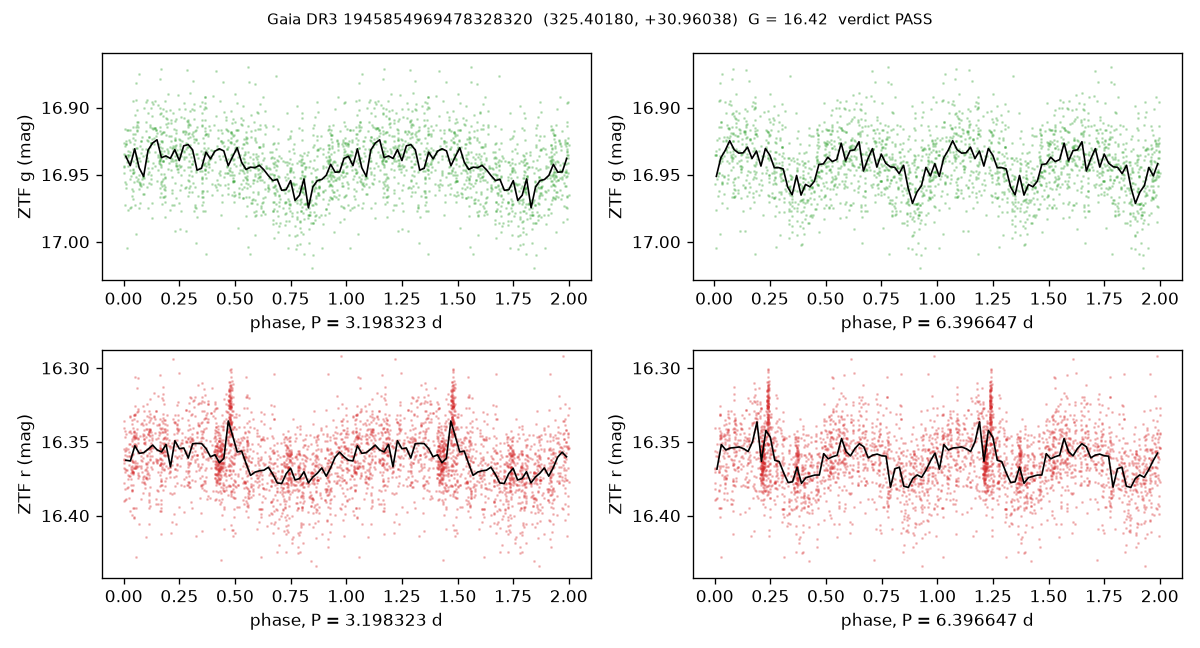 Gaia DR3 1945854969478328320 (325.40180, +30.96038) G = 16.42 verdict PASS
ZTF g (mag)
16.90
16.95
17.00
0.00 0.25 0.50 0.75 1.00 1.25 1.50 1.75 2.00
phase, P = 3.198323 d
ZTF g (mag)
16.90
16.95
17.00
0.00 0.25 0.50 0.75 1.00 1.25 1.50 1.75 2.00
phase, P = 6.396647 d
ZTF r (mag)
16.30
16.35
16.40
0.00 0.25 0.50 0.75 1.00 1.25 1.50 1.75 2.00
phase, P = 3.198323 d
ZTF r (mag)
16.30
16.35
16.40
0.00 0.25 0.50 0.75 1.00 1.25 1.50 1.75 2.00
phase, P = 6.396647 d